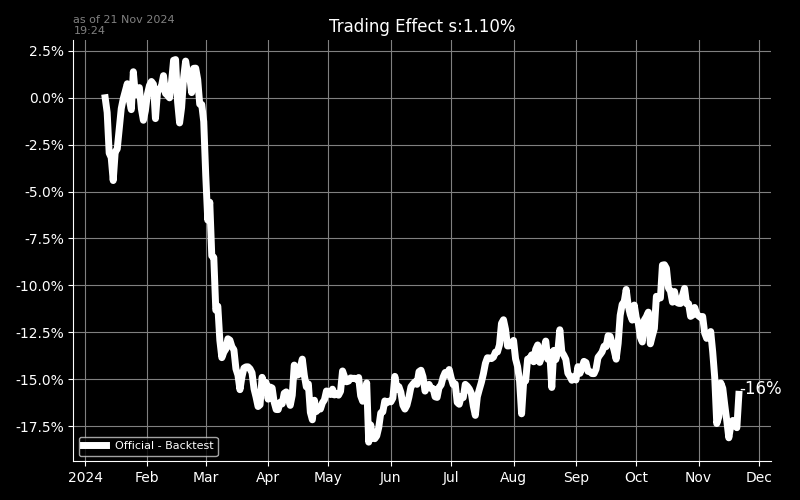 as of 21 Nov 2024
19:24
Trading Effect s:1.10%
2.5%
0.0%
-2.5%
-5.0%
-7.5%
-10.0%
-12.5%
-15.0%
-17.5%
-16%
Official - Backtest
2024 Feb Mar Apr May Jun Jul Aug Sep Oct Nov Dec